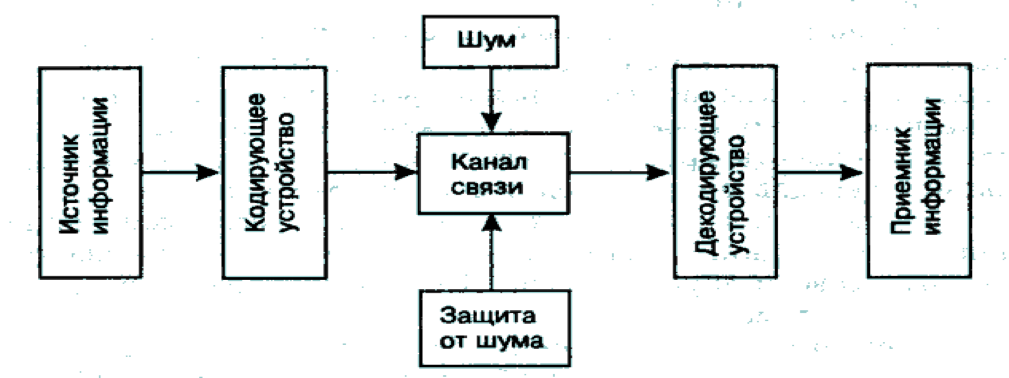 Шум
Источник
информации
Кодирующее
устройство
Канал
связи
Декодирующее
устройство
Приемник
информации
Защита
от шума